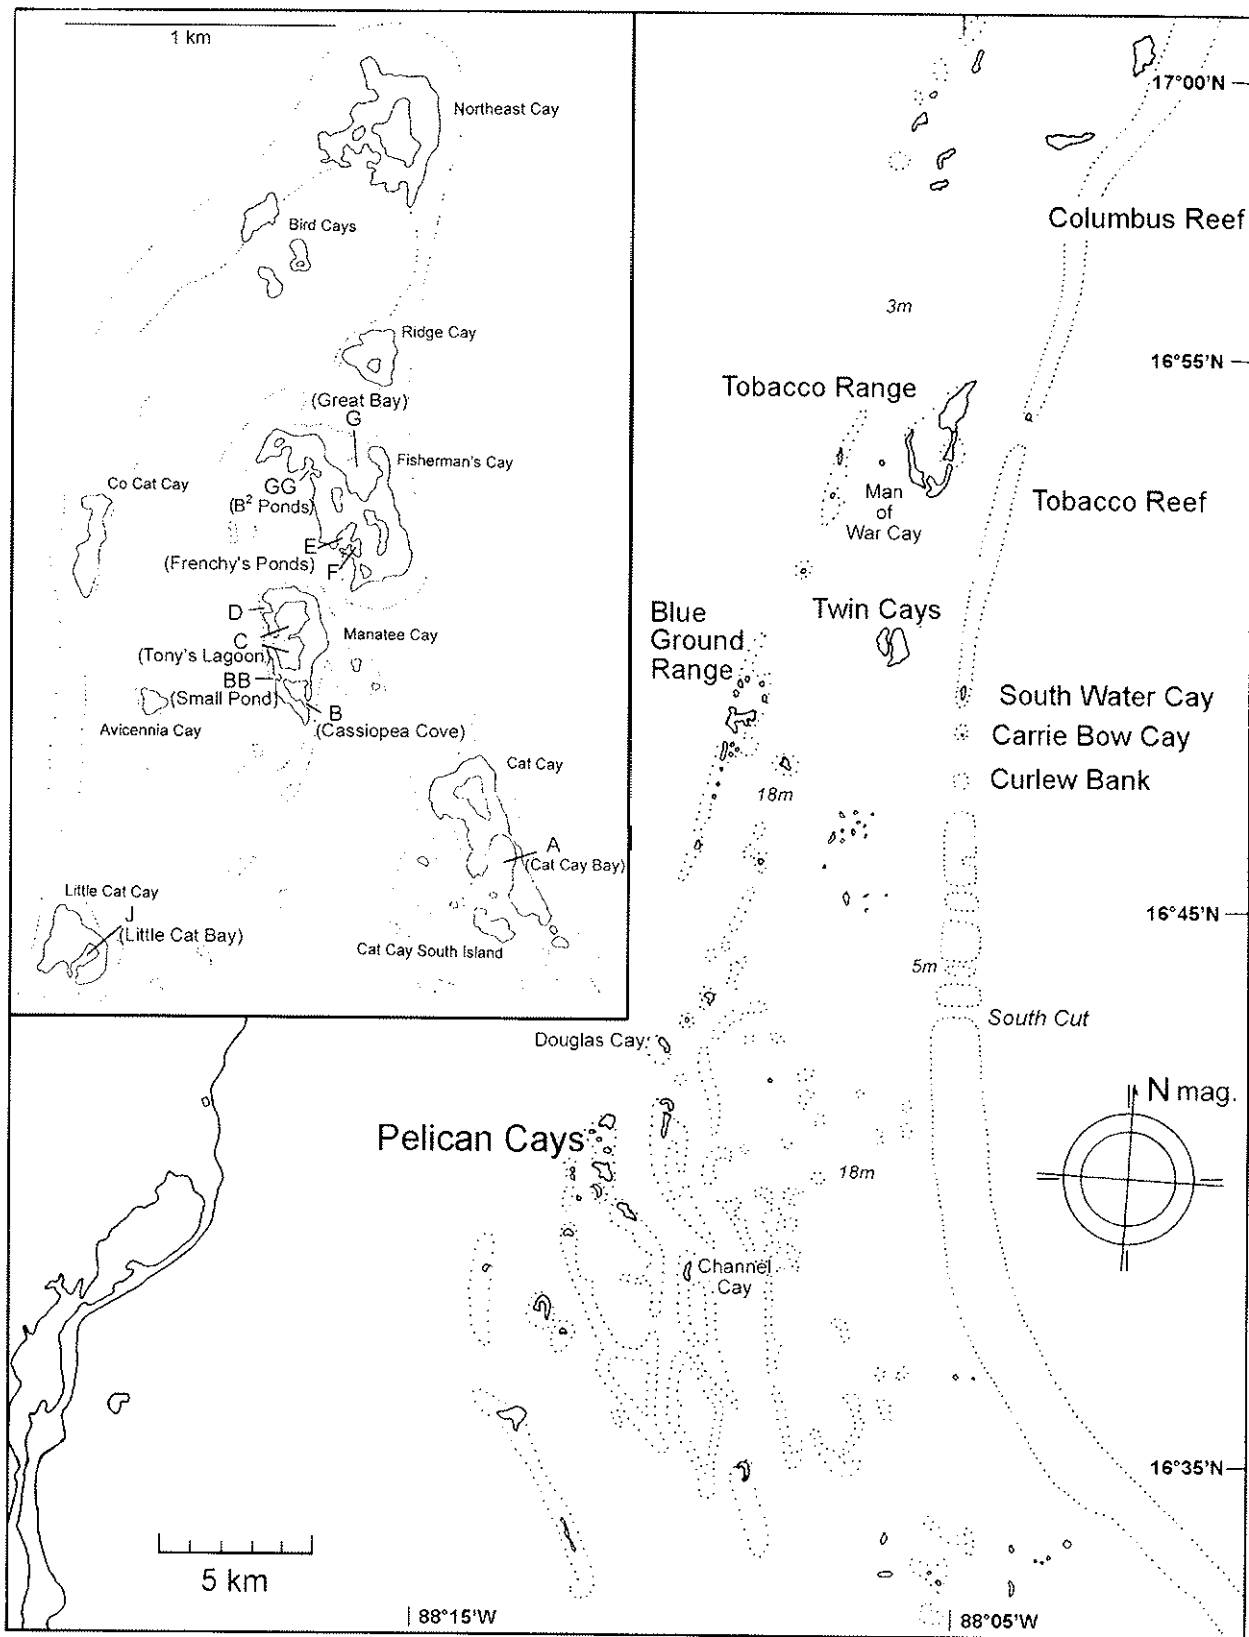 1 km
Northeast Cay
Bird Cays
Ridge Cay
(Great Bay)
G
Fisherman's Cay
Co Cat Cay
GG
(B² Ponds)
E
(Frenchy's Ponds)
F
D
C
Manatee Cay
(Tony's Lagoon)
BB
(Small Pond)
B
Avicennia Cay
(Cassiopea Cove)
Cat Cay
A
(Cat Cay Bay)
Little Cat Cay
J
(Little Cat Bay)
Cat Cay South Island
17°00'N
Columbus Reef
3m
16°55'N
Tobacco Range
Man
of
War Cay
Tobacco Reef
Blue
Ground
Range
Twin Cays
South Water Cay
Carrie Bow Cay
Curlew Bank
18m
16°45'N
5m
South Cut
Douglas Cay
N mag.
Pelican Cays
18m
Channel
Cay
16°35'N
5 km
88°15'W
88°05'W